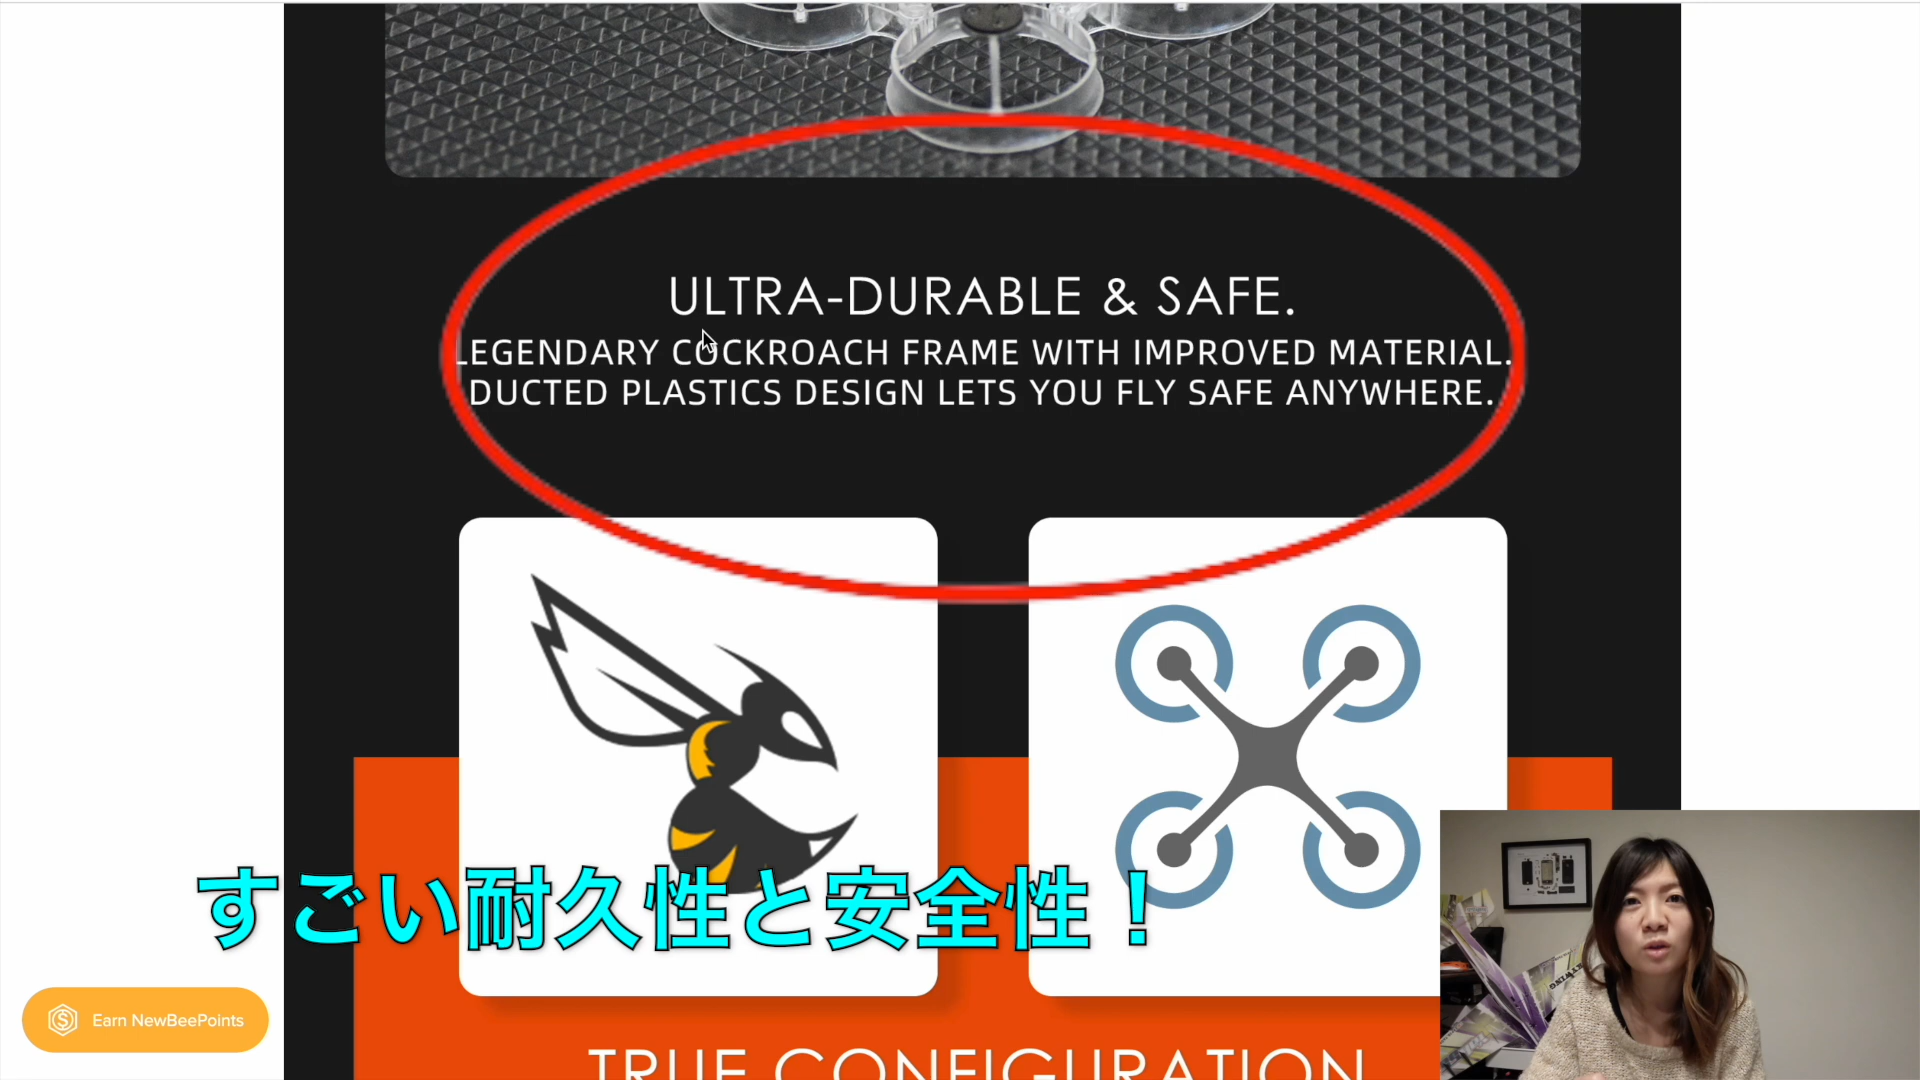 ULTRA-DURABLE & SAFE.
LEGENDARY COCKROACH FRAME WITH IMPROVED MATERIAL.
DUCTED PLASTICS DESIGN LETS YOU FLY SAFE ANYWHERE.
すごい耐久性と安全性！
Earn NewBeePoints
TRUE CONFIGURATION